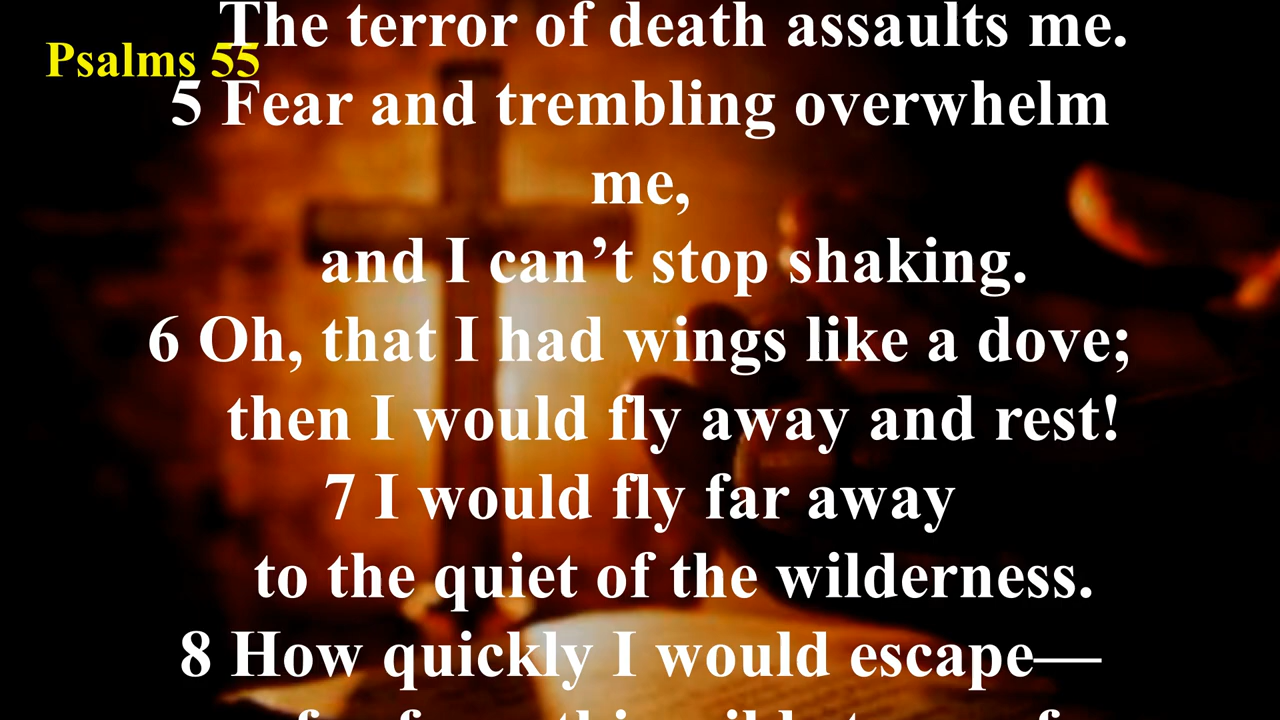 The terror of death assaults me.
Psalms 55
5 Fear and trembling overwhelm
me,
and I can’t stop shaking.
6 Oh, that I had wings like a dove;
then I would fly away and rest!
7 I would fly far away
to the quiet of the wilderness.
8 How quickly I would escape—